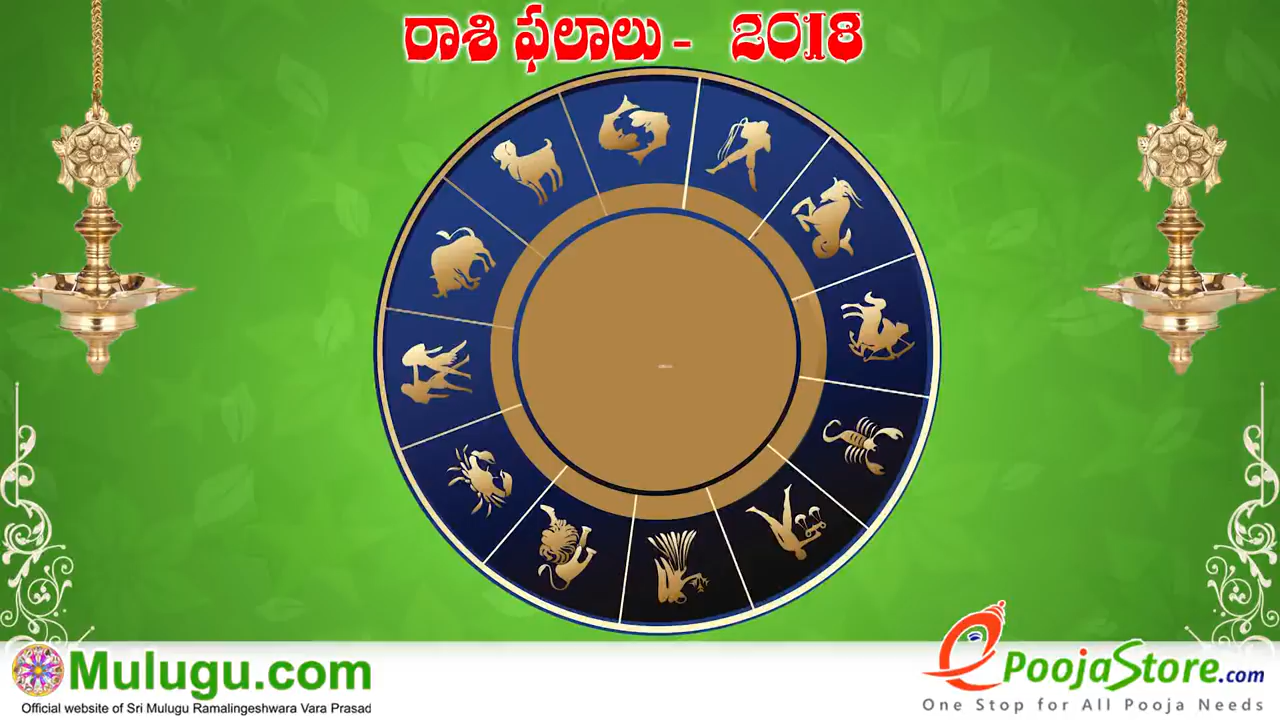 రాశి ఫలాలు - 2018
Mulugu.com
Official website of Sri Mulugu Ramalingeshwara Vara Prasad
ePoojaStore.com
One Stop for All Pooja Needs